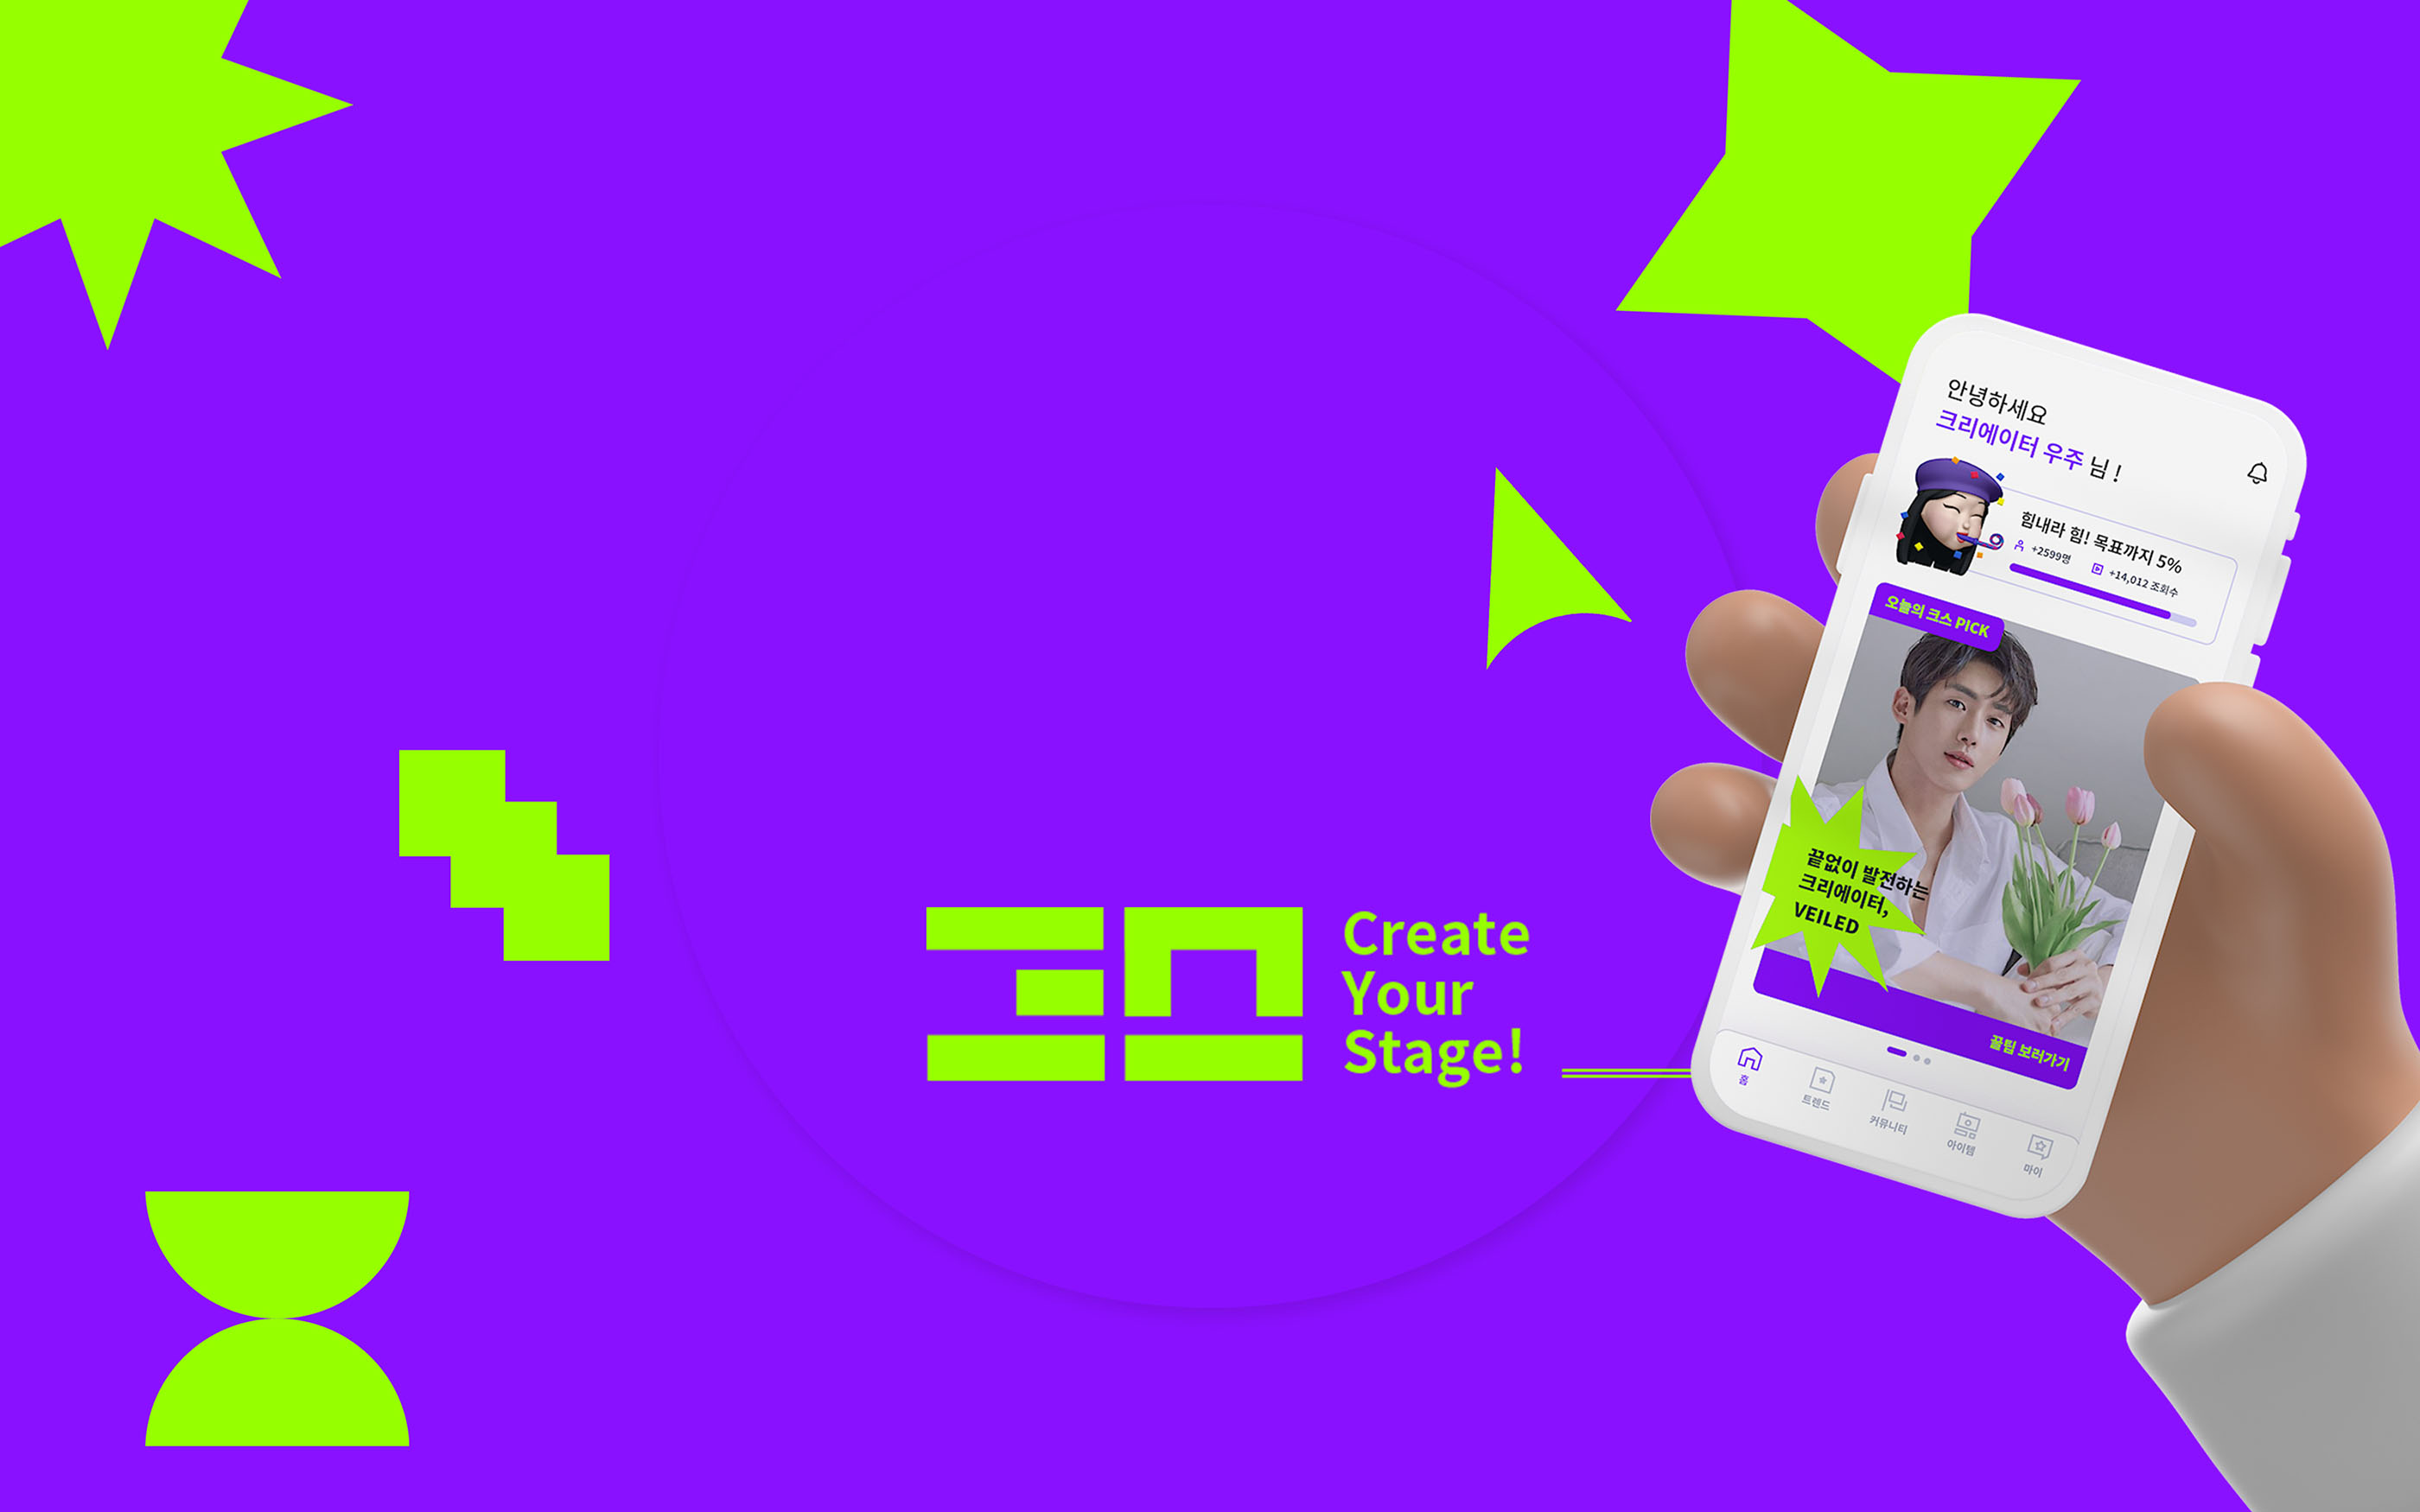 안녕하세요
크리에이터 우주 님 !
힘내라 힘! 목표까지 5%
+2599명 +14,012 조회수
오늘의 크스 PICK
끝없이 발전하는
크리에이터,
VEILED
꿀팁 보러가기
홈 트렌드 커뮤니티 아이템 마이
크스
Create
Your
Stage!